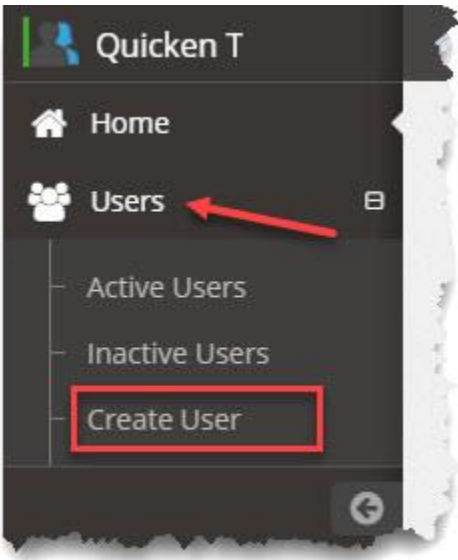 Quicken T
Home
Users
Active Users
Inactive Users
Create User